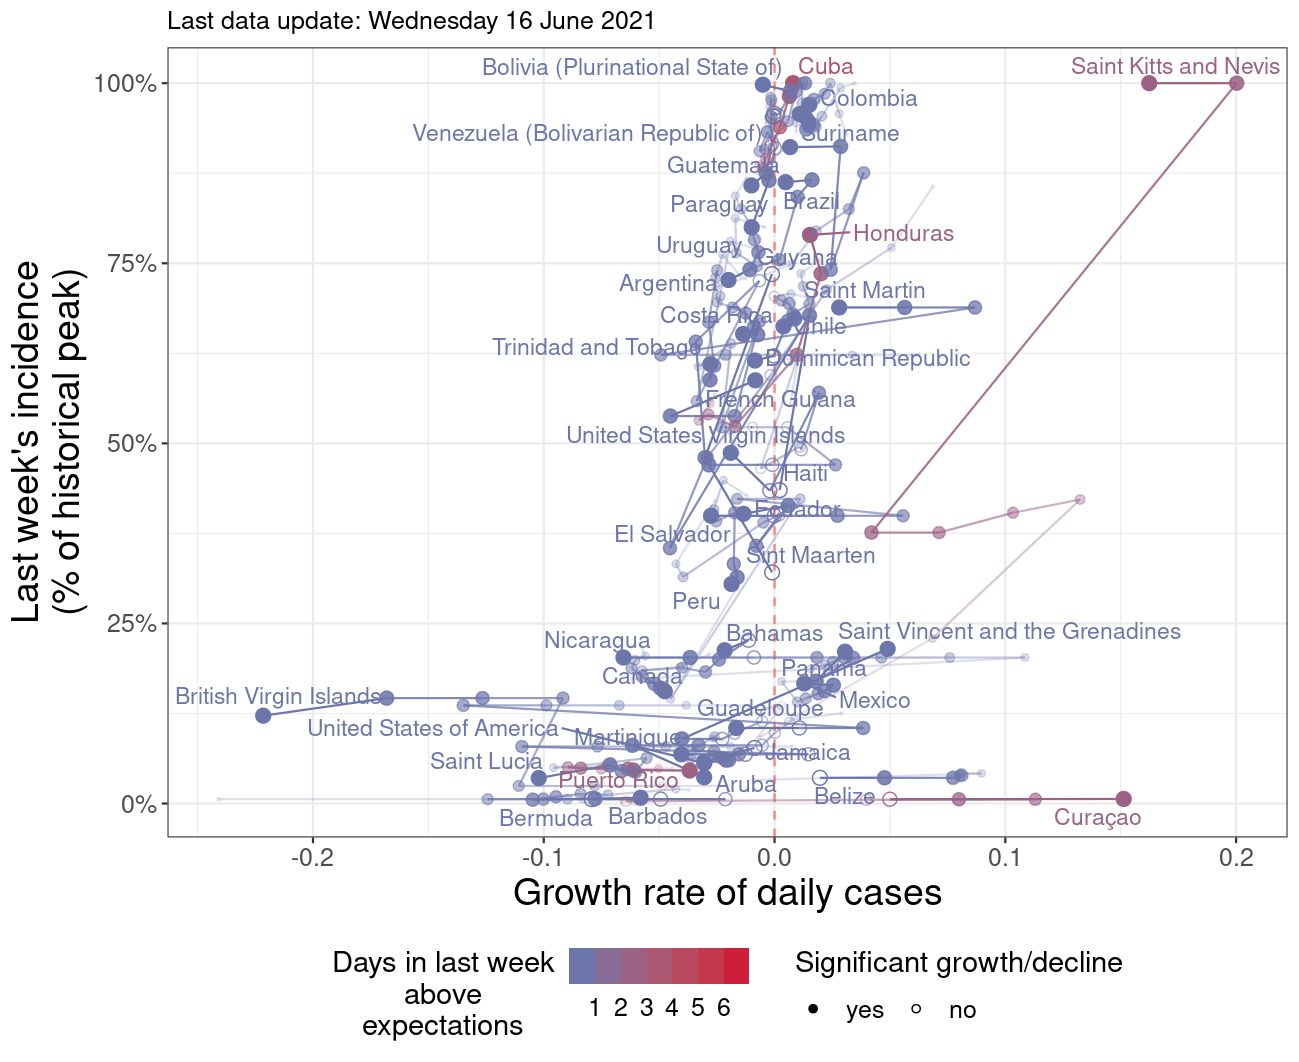 Last data update: Wednesday 16 June 2021
Last week's incidence
(% of historical peak)
100%
75%
50%
25%
0%
Bolivia (Plurinational State of)
Cuba
Saint Kitts and Nevis
Colombia
Venezuela (Bolivarian Republic of)
Suriname
Guatemala
Paraguay
Brazil
Uruguay
Honduras
Guyana
Argentina
Saint Martin
Costa Rica
Chile
Trinidad and Tobago
Dominican Republic
French Guiana
United States Virgin Islands
Haiti
Ecuador
El Salvador
Sint Maarten
Peru
Nicaragua
Bahamas
Saint Vincent and the Grenadines
Canada
Panama
British Virgin Islands
Mexico
Guadeloupe
United States of America
Martinique
Jamaica
Saint Lucia
Puerto Rico
Aruba
Belize
Bermuda
Barbados
Curaçao
-0.2
-0.1
0.0
0.1
0.2
Growth rate of daily cases
Days in last week
above
expectations
1 2 3 4 5 6
Significant growth/decline
yes
no